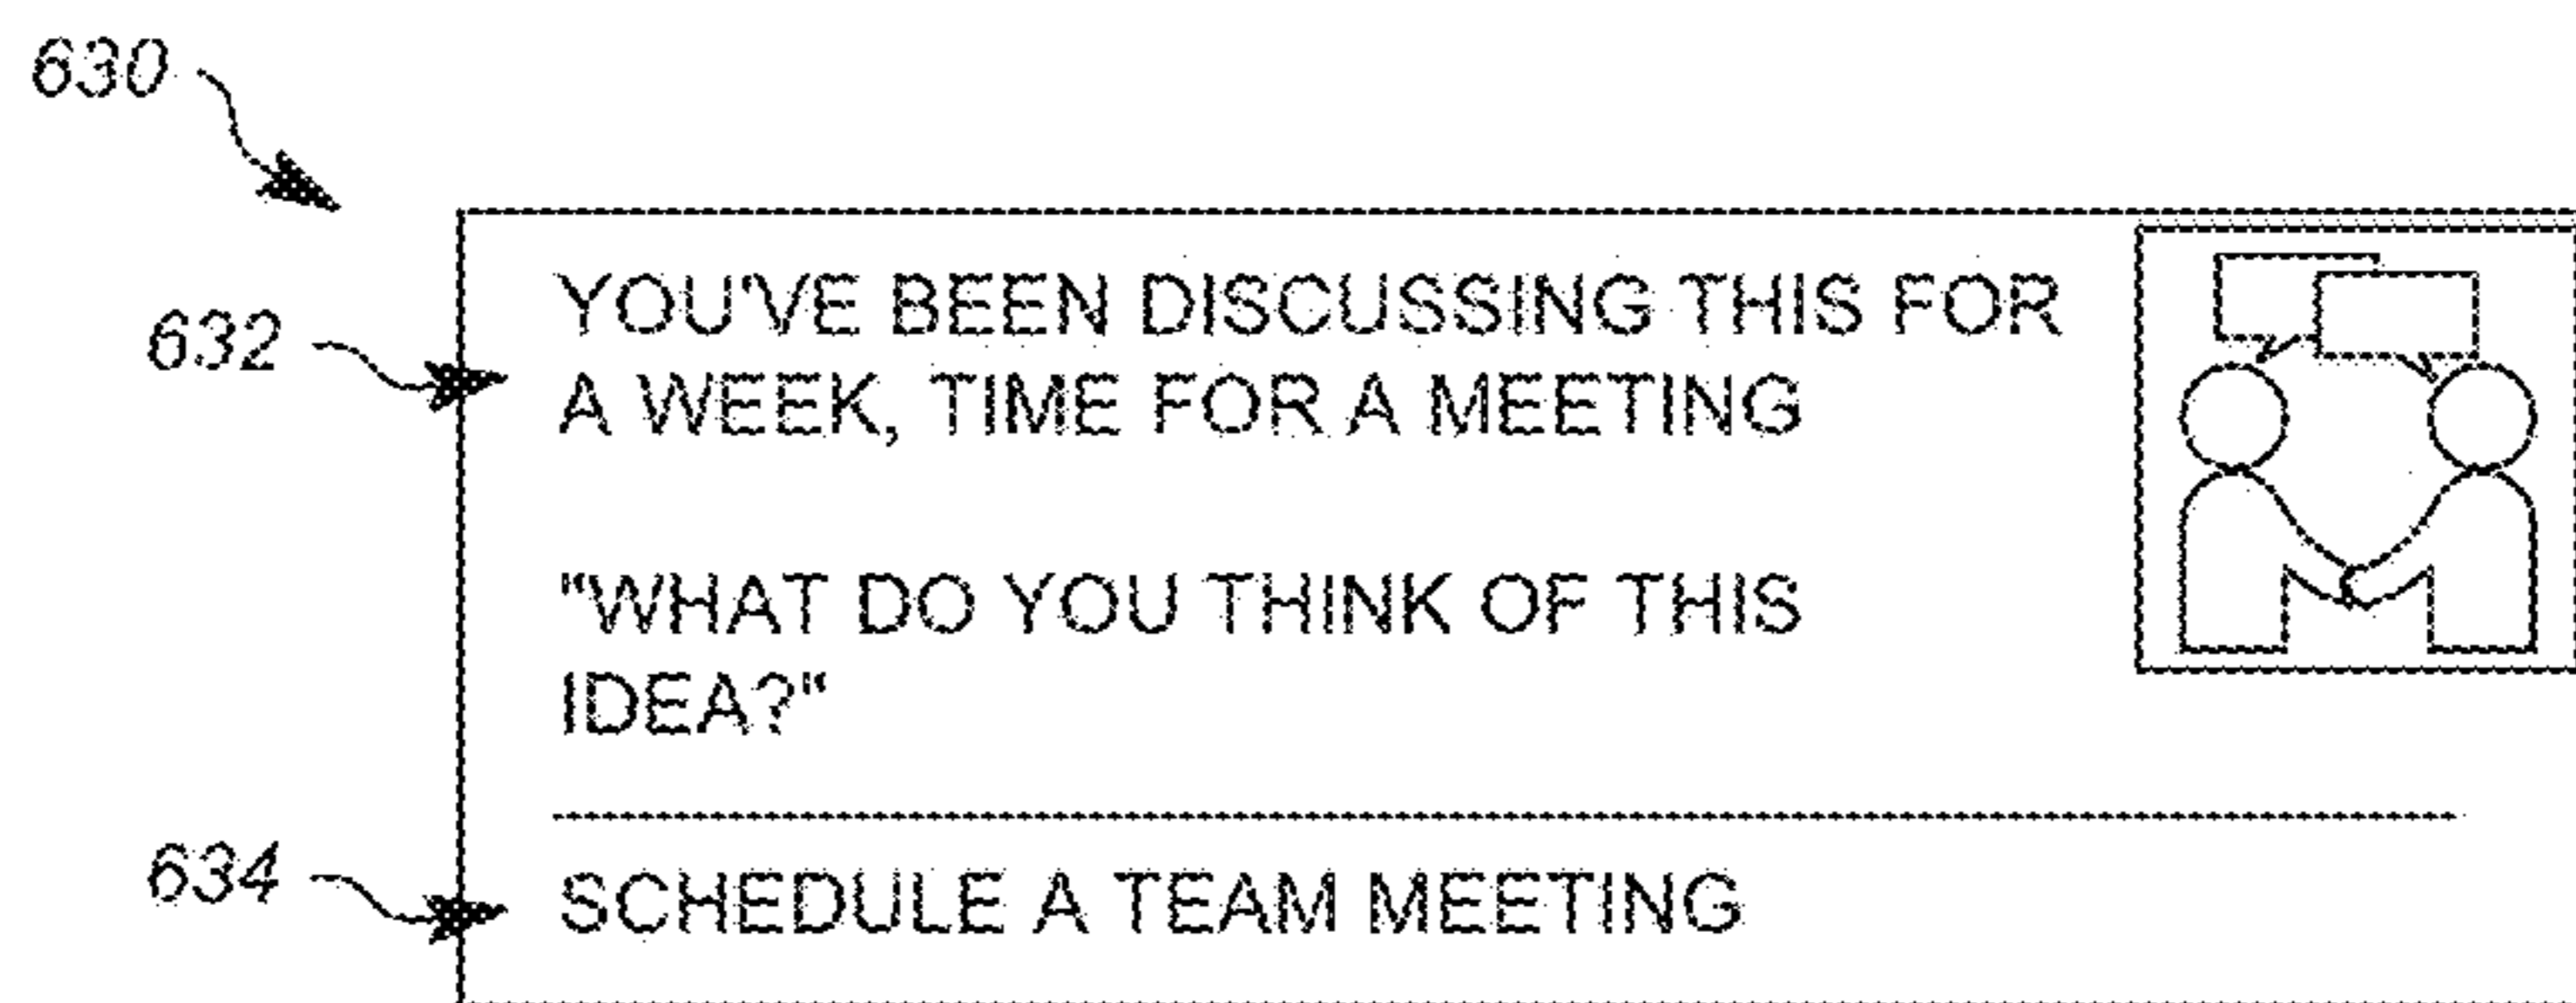 630
YOU'VE BEEN DISCUSSING THIS FOR
632
A WEEK, TIME FOR A MEETING
"WHAT DO YOU THINK OF THIS
IDEA?"
634
SCHEDULE A TEAM MEETING